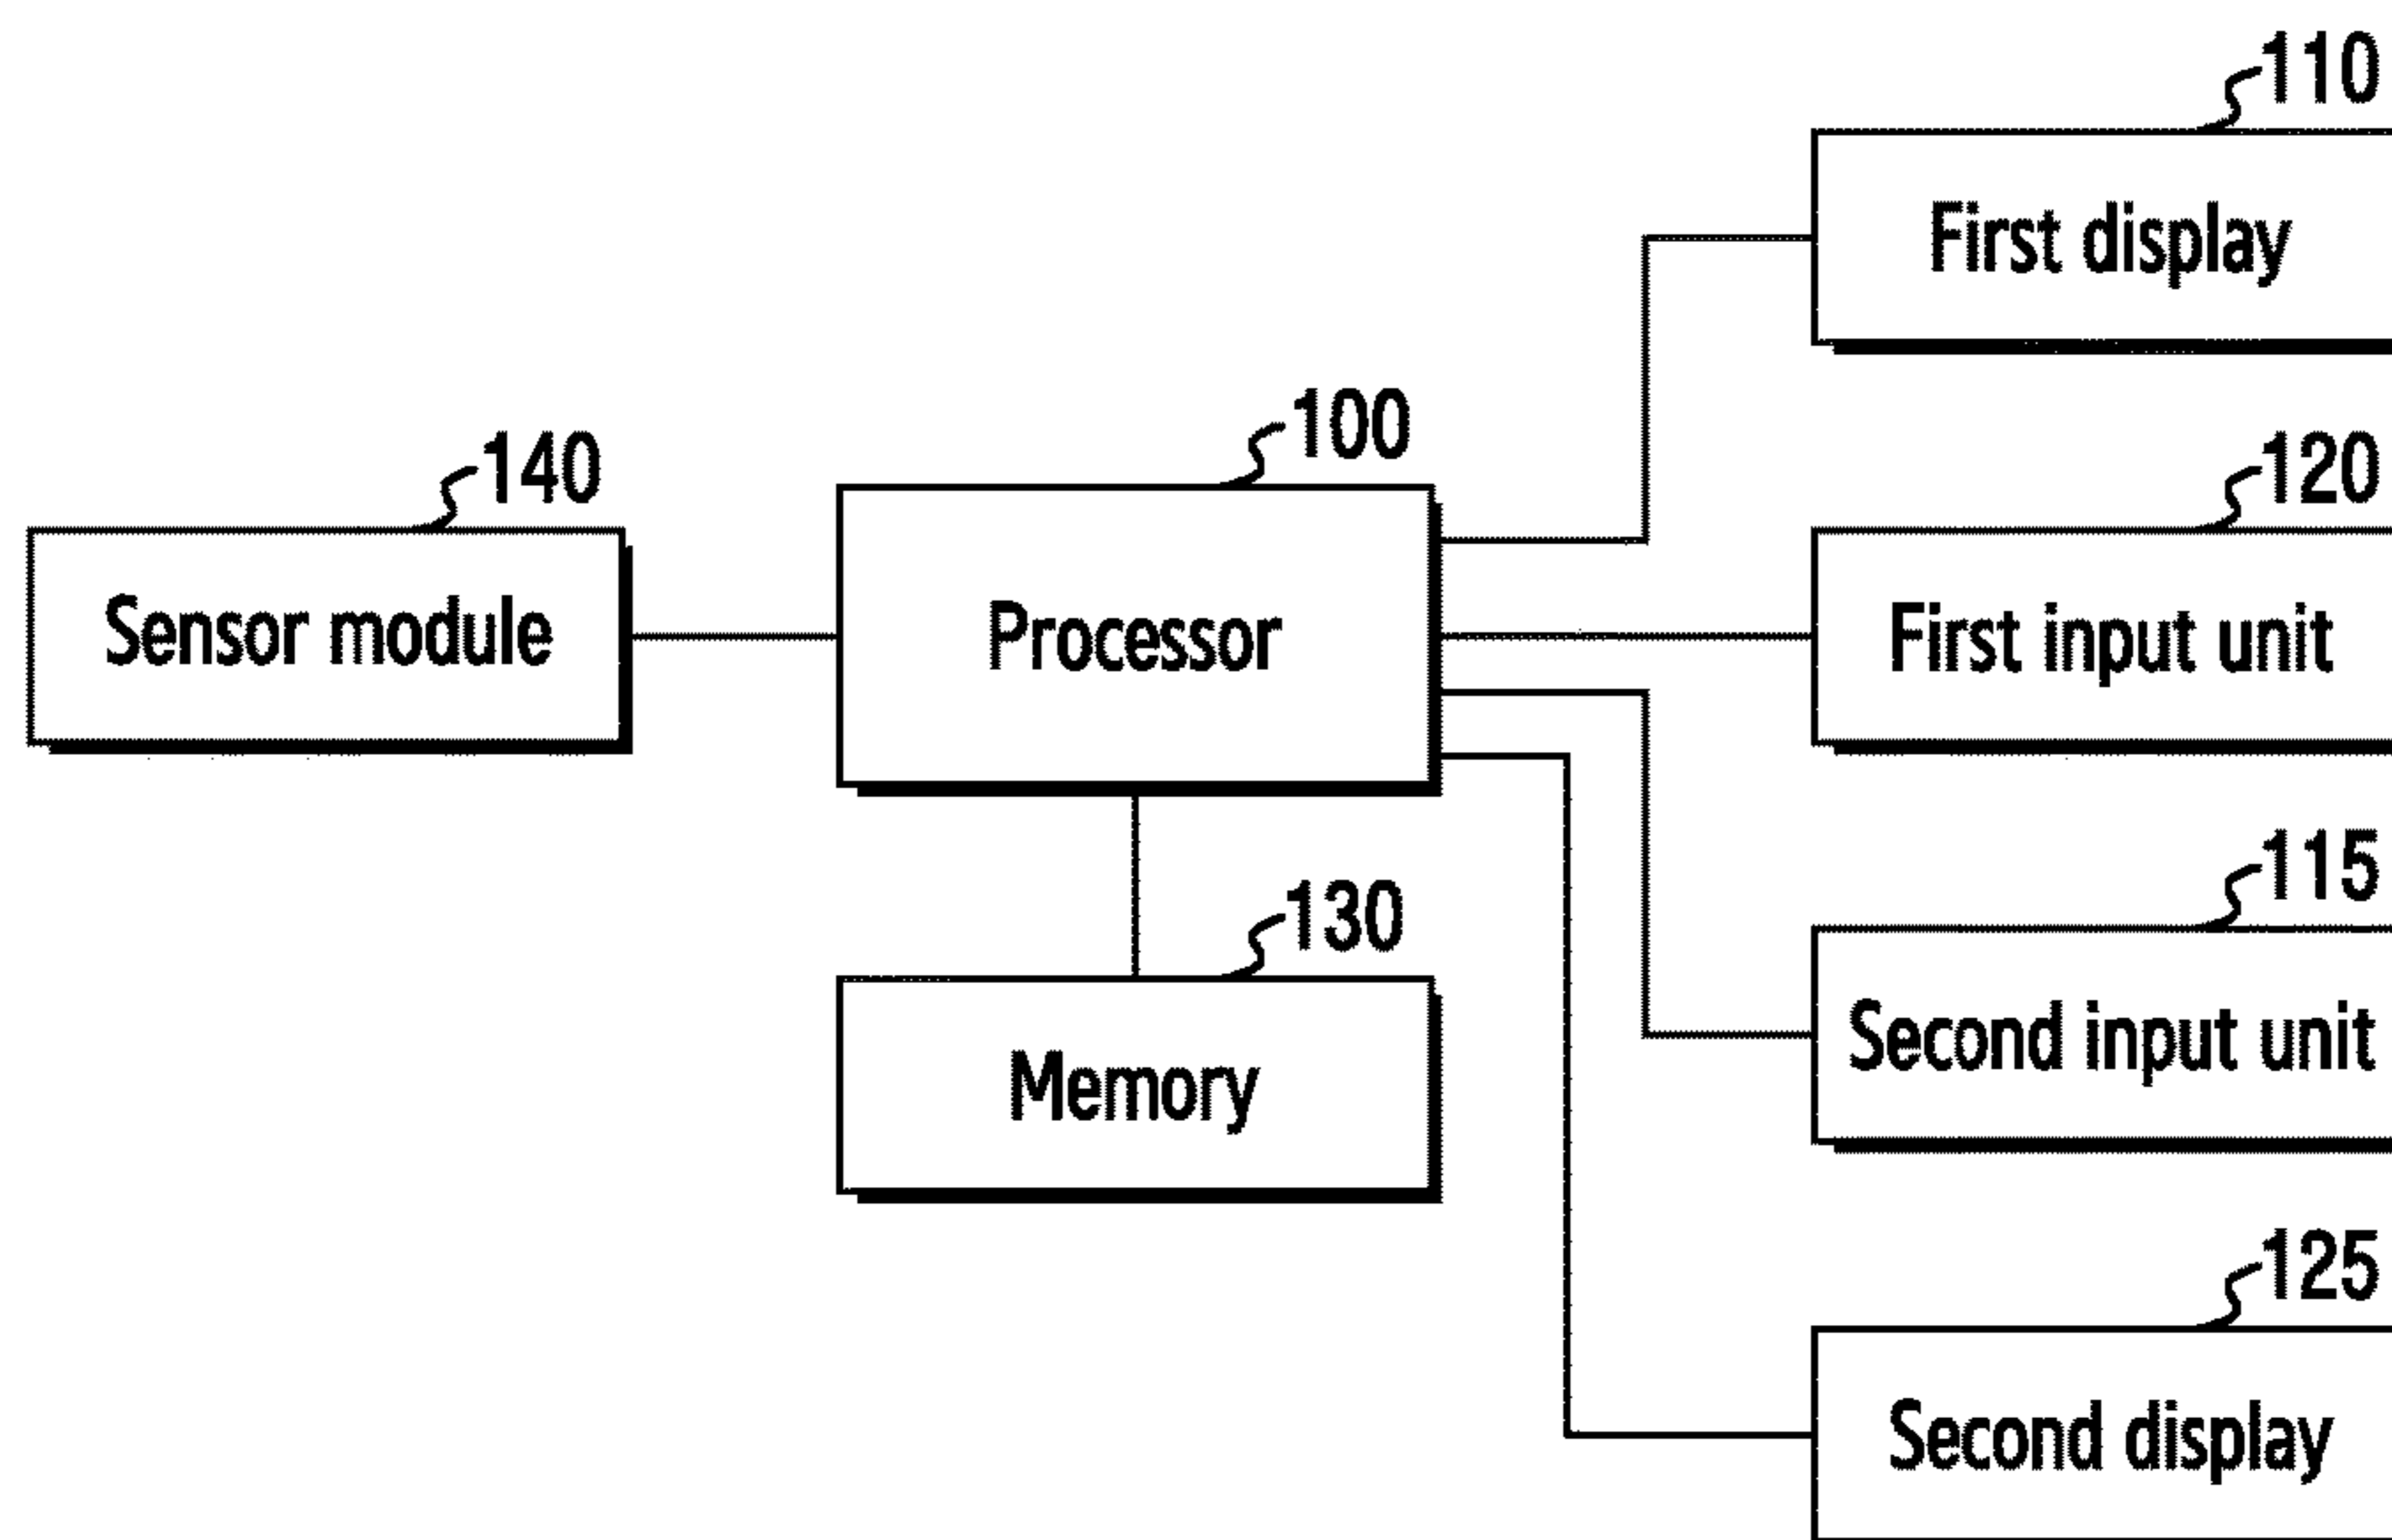 110
First display
100
140
120
Sensor module
Processor
First input unit
115
130
Second input unit
Memory
125
Second display